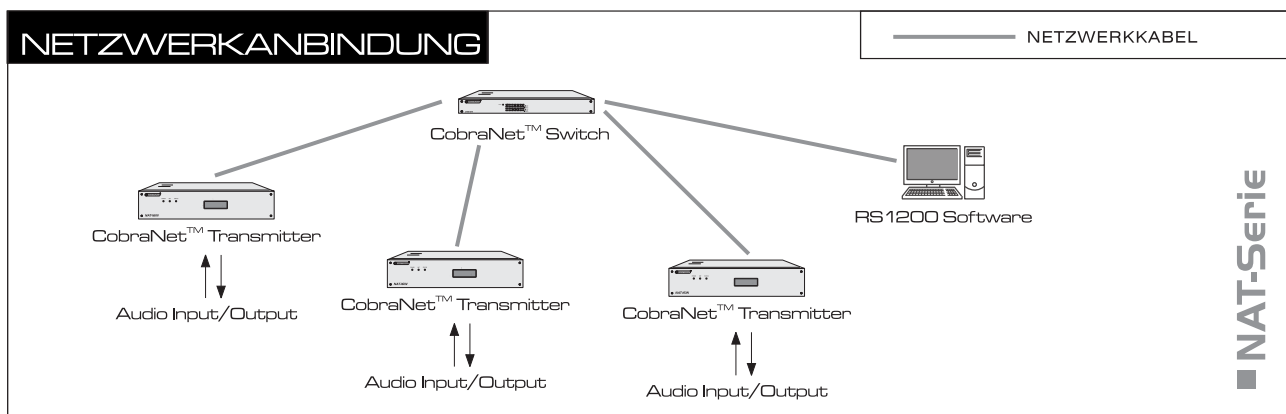 NETZWERKANBINDUNG
NETZWERKKABEL
CobraNet™ Switch
RS1200 Software
CobraNet™ Transmitter
Audio Input/Output
CobraNet™ Transmitter
Audio Input/Output
CobraNet™ Transmitter
Audio Input/Output
NAT-Serie